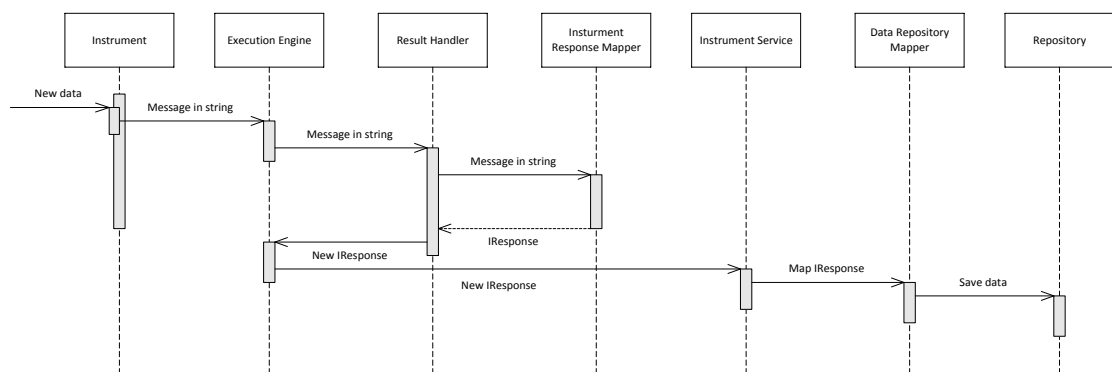 Instrument
Execution Engine
Result Handler
Insturment
Response Mapper
Instrument Service
Data Repository
Mapper
Repository
New data
Message in string
Message in string
Message in string
IResponse
New IResponse
New IResponse
Map IResponse
Save data